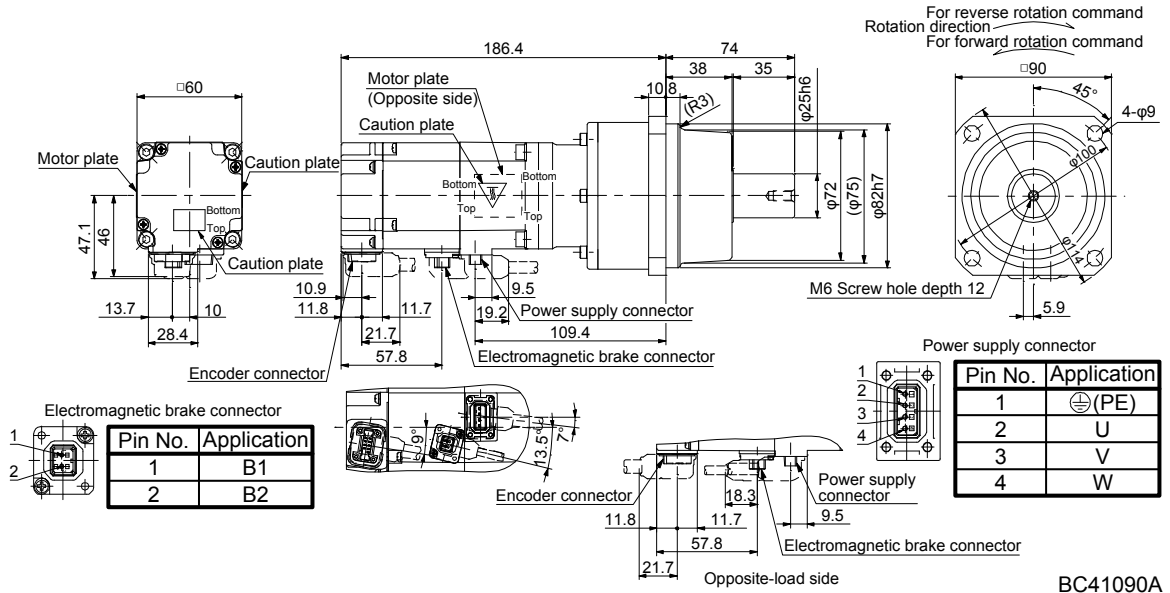 For reverse rotation command
Rotation direction
For forward rotation command
186.4
74
38
35
10.8
(R3)
φ25h6
□60
□90
45°
4-φ9
Motor plate
(Opposite side)
Caution plate
Motor plate
Caution plate
Bottom
Top
Bottom
Top
Bottom
Top
Caution plate
47.1
46
13.7
10
28.4
φ72
(φ75)
φ82h7
φ100
φ114
M6 Screw hole depth 12
5.9
10.9
11.8
11.7
21.7
57.8
9.5
19.2
Power supply connector
109.4
Electromagnetic brake connector
Encoder connector
Electromagnetic brake connector
1
2
Pin No. Application
1 B1
2 B2
9°
13.5°
7°
Power supply connector
1
2
3
4
Pin No. Application
1 ⏚(PE)
2 U
3 V
4 W
Encoder connector
18.3
Power supply
connector
11.8
11.7
9.5
57.8
Electromagnetic brake connector
21.7
Opposite-load side
BC41090A